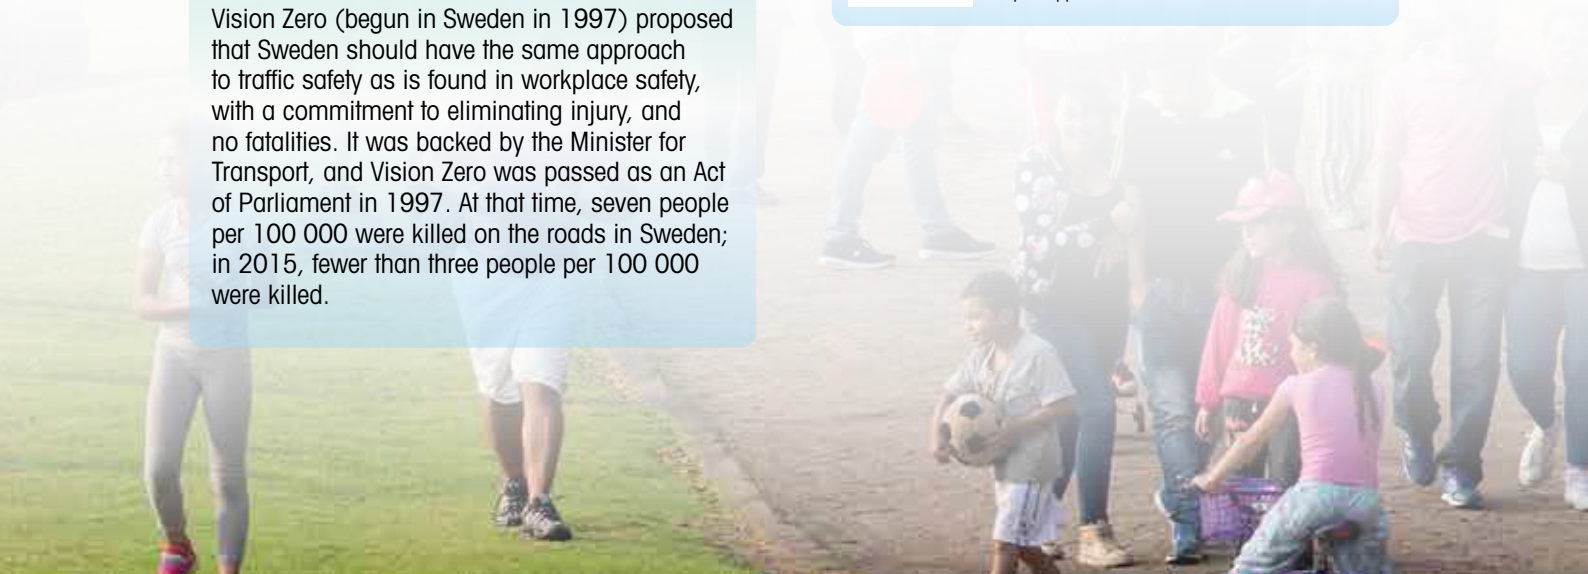 Vision Zero (begun in Sweden in 1997) proposed
that Sweden should have the same approach
to traffic safety as is found in workplace safety,
with a commitment to eliminating injury, and
no fatalities. It was backed by the Minister for
Transport, and Vision Zero was passed as an Act
of Parliament in 1997. At that time, seven people
per 100 000 were killed on the roads in Sweden;
in 2015, fewer than three people per 100 000
were killed.